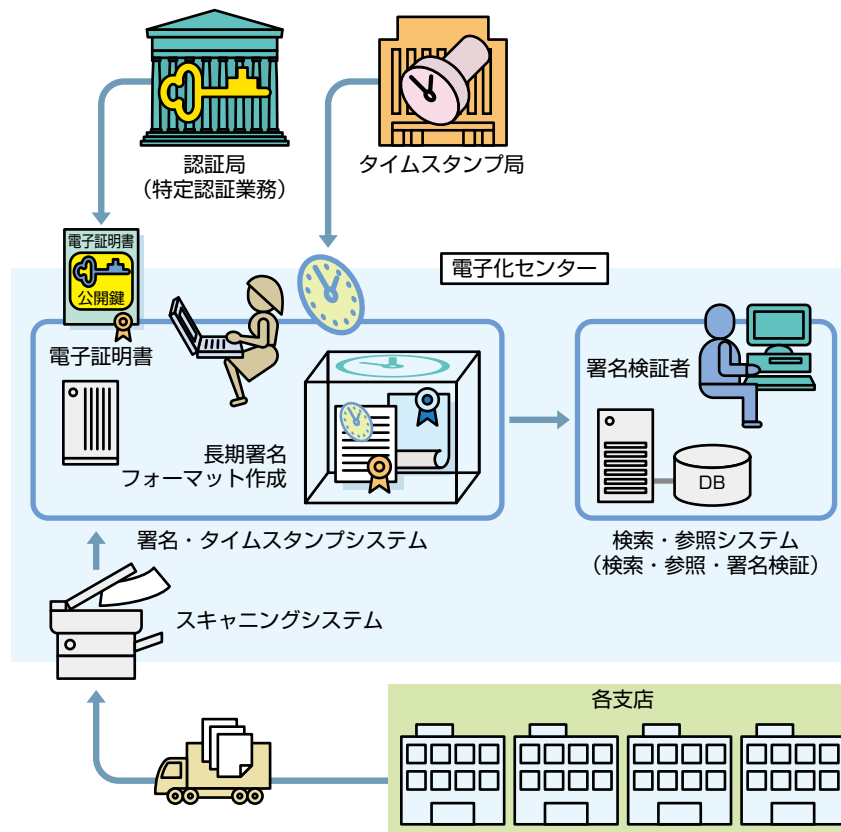 認証局
（特定認証業務）
タイムスタンプ局
電子証明書
公開鍵
電子化センター
電子証明書
長期署名
フォーマット作成
署名・タイムスタンプシステム
署名検証者
DB
検索・参照システム
（検索・参照・署名検証）
スキャニングシステム
各支店